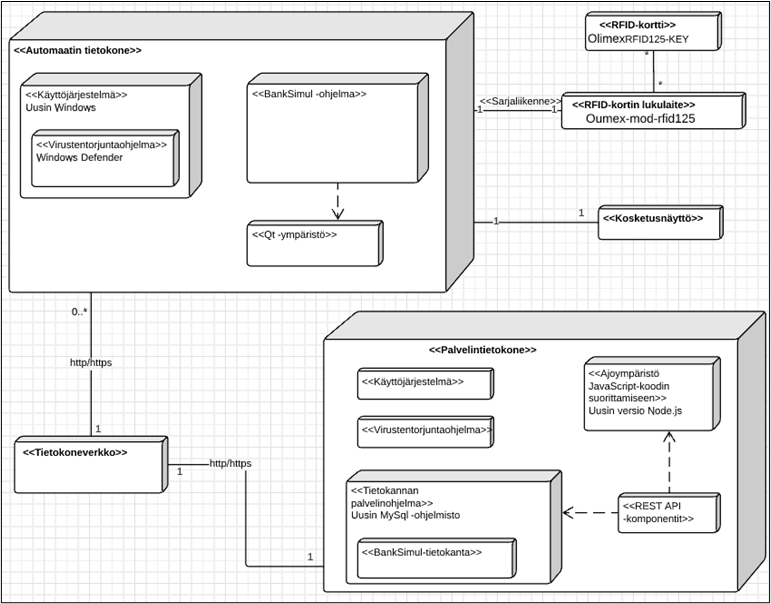 <<Automaatin tietokone>>
<<Käyttöjärjestelmä>>
Uusin Windows
<<Virustentorjuntaohjelma>>
Windows Defender
<<BankSimul -ohjelma>>
<<Qt -ympäristö>>
<<RFID-kortti>>
OlimexRFID125-KEY
*
*
<<Sarjaliikenne>>
1
1
<<RFID-kortin lukulaite>>
Oumex-mod-rfid125
1
1
<<Kosketusnäyttö>>
0..*
http/https
1
<<Tietokoneverkko>>
1
http/https
1
<<Palvelintietokone>>
<<Käyttöjärjestelmä>>
<<Virustentorjuntaohjelma>>
<<Ajoympäristö
JavaScript-koodin
suorittamiseen>>
Uusin versio Node.js
<<Tietokannan
palvelinohjelma>>
Uusin MySql -ohjelmisto
<<BankSimul-tietokanta>>
<<REST API
-komponentit>>